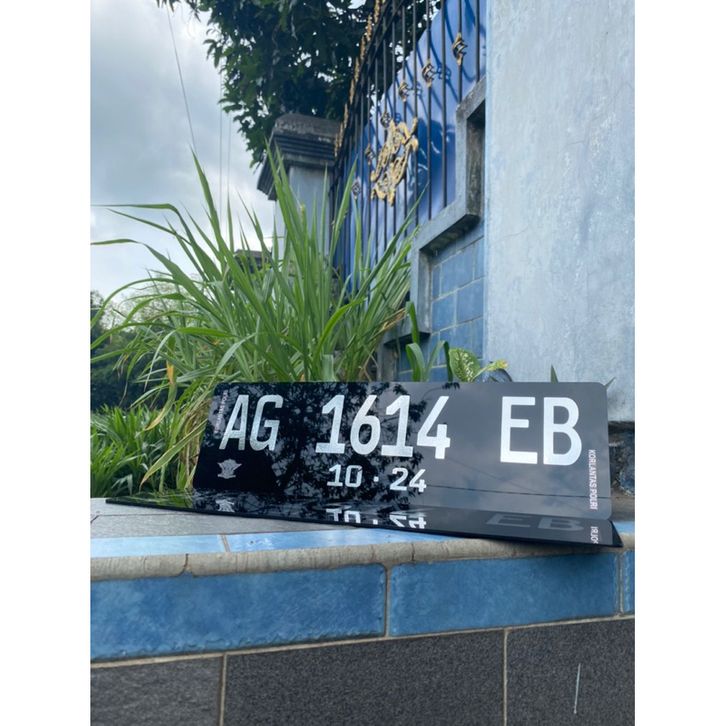 AG 1614 EB
10 · 24
KORLANTAS POLRI